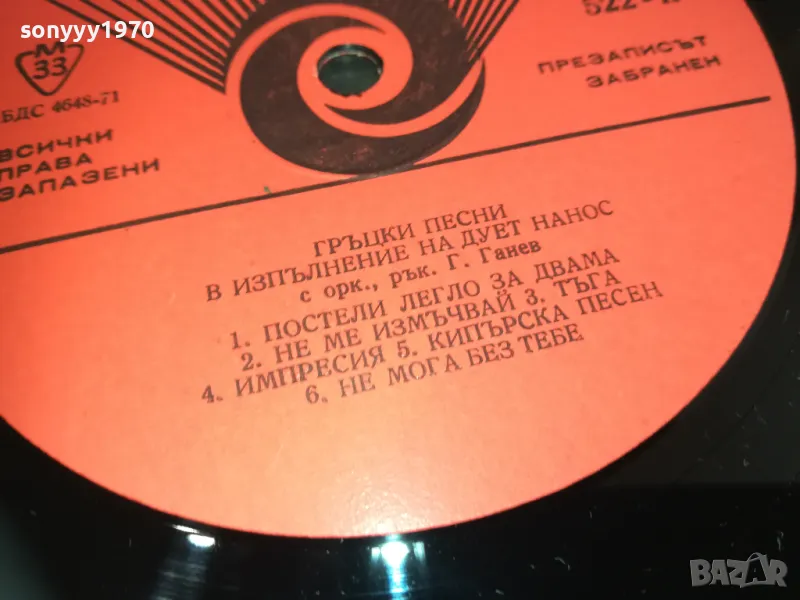 sonyyy1970
М
33
БДС 4648-71
ВСИЧКИ
ПРАВА
ЗАПАЗЕНИ
ПРЕЗАПИСЪТ
ЗАБРАНЕН
ГРЪЦКИ ПЕСНИ
В ИЗПЪЛНЕНИЕ НА ДУЕТ НАНОС
с орк., рък. Г. Ганев
1. ПОСТЕЛИ ЛЕГЛО ЗА ДВАМА
2. НЕ МЕ ИЗМЪЧВАЙ 3. ТЪГА
4. ИМПРЕСИЯ 5. КИПЪРСКА ПЕСЕН
6. НЕ МОГА БЕЗ ТЕБЕ
BAZAR